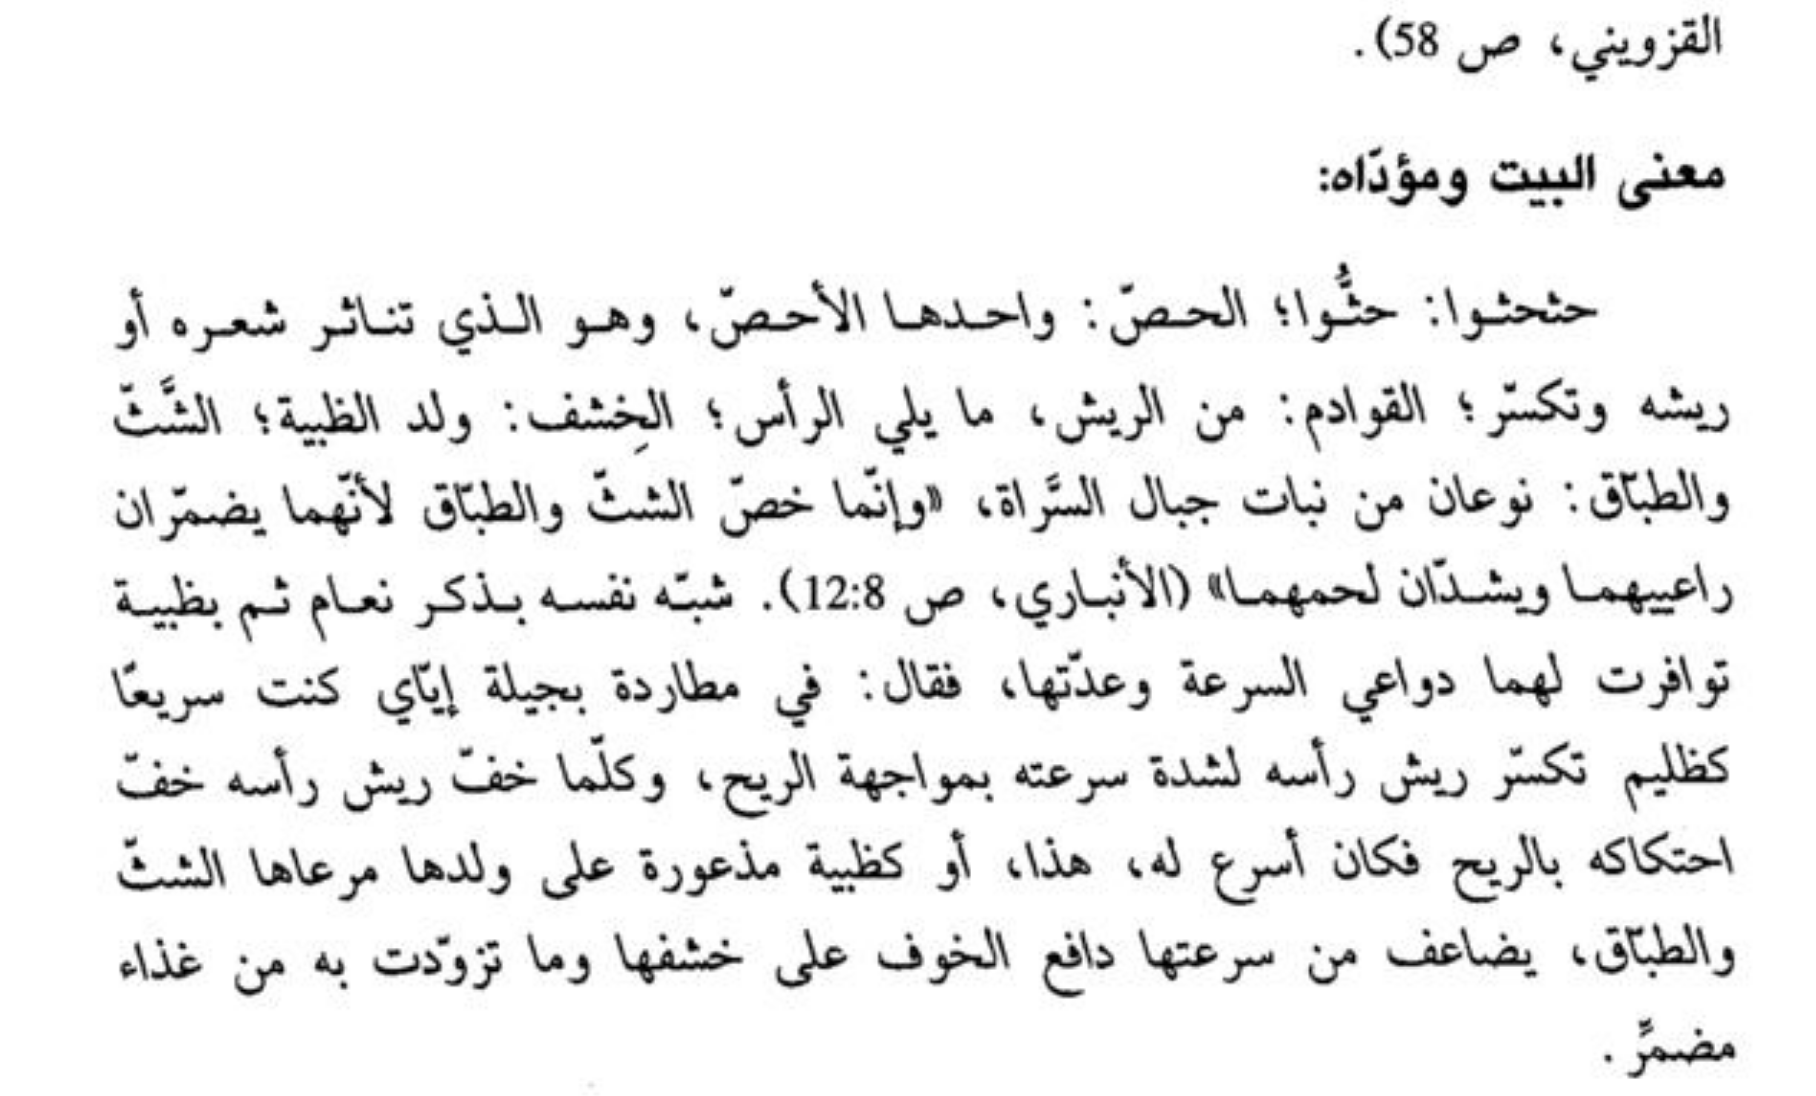 القزويني، ص 58).
معنى البيت ومؤدّاه:
حثحثوا: حثُّوا؛ الحصّ: واحدها الأحصّ، وهو الذي تناثر شعره أو
ريشه وتكسّر؛ القوادم: من الريش، ما يلي الرأس؛ الخِشف: ولد الظبية؛ الشَّثّ
والطبّاق: نوعان من نبات جبال السَّراة، «وإنّما خصّ الشثّ والطبّاق لأنّهما يضمّران
راعييهما ويشدّان لحمهما» (الأنباري، ص 12:8). شبّه نفسه بذكر نعام ثم بظبية
توافرت لهما دواعي السرعة وعدّتها، فقال: في مطاردة بجيلة إيّاي كنت سريعًا
كظليم تكسّر ريش رأسه لشدة سرعته بمواجهة الريح، وكلّما خفّ ريش رأسه خفّ
احتكاكه بالريح فكان أسرع له، هذا، أو كظبية مذعورة على ولدها مرعاها الشثّ
والطبّاق، يضاعف من سرعتها دافع الخوف على خشفها وما تزوّدت به من غذاء
مضمرِّ.